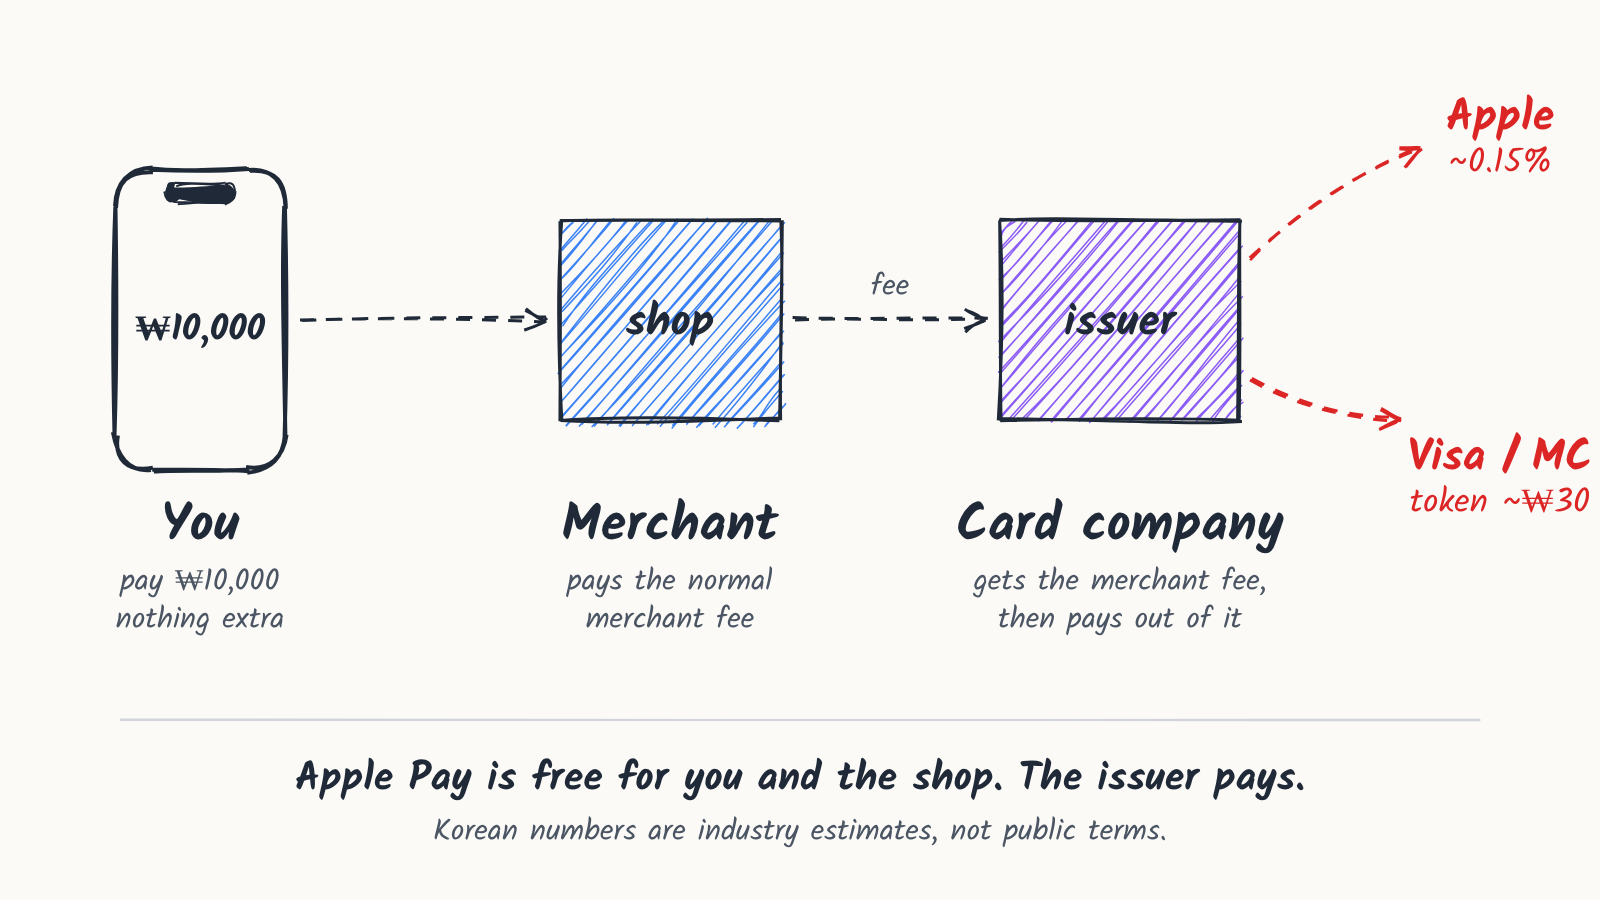 Apple
~0.15%
₩10,000
shop
fee
issuer
Visa / MC
token ~₩30
You
pay ₩10,000
nothing extra
Merchant
pays the normal
merchant fee
Card company
gets the merchant fee,
then pays out of it
Apple Pay is free for you and the shop. The issuer pays.
Korean numbers are industry estimates, not public terms.